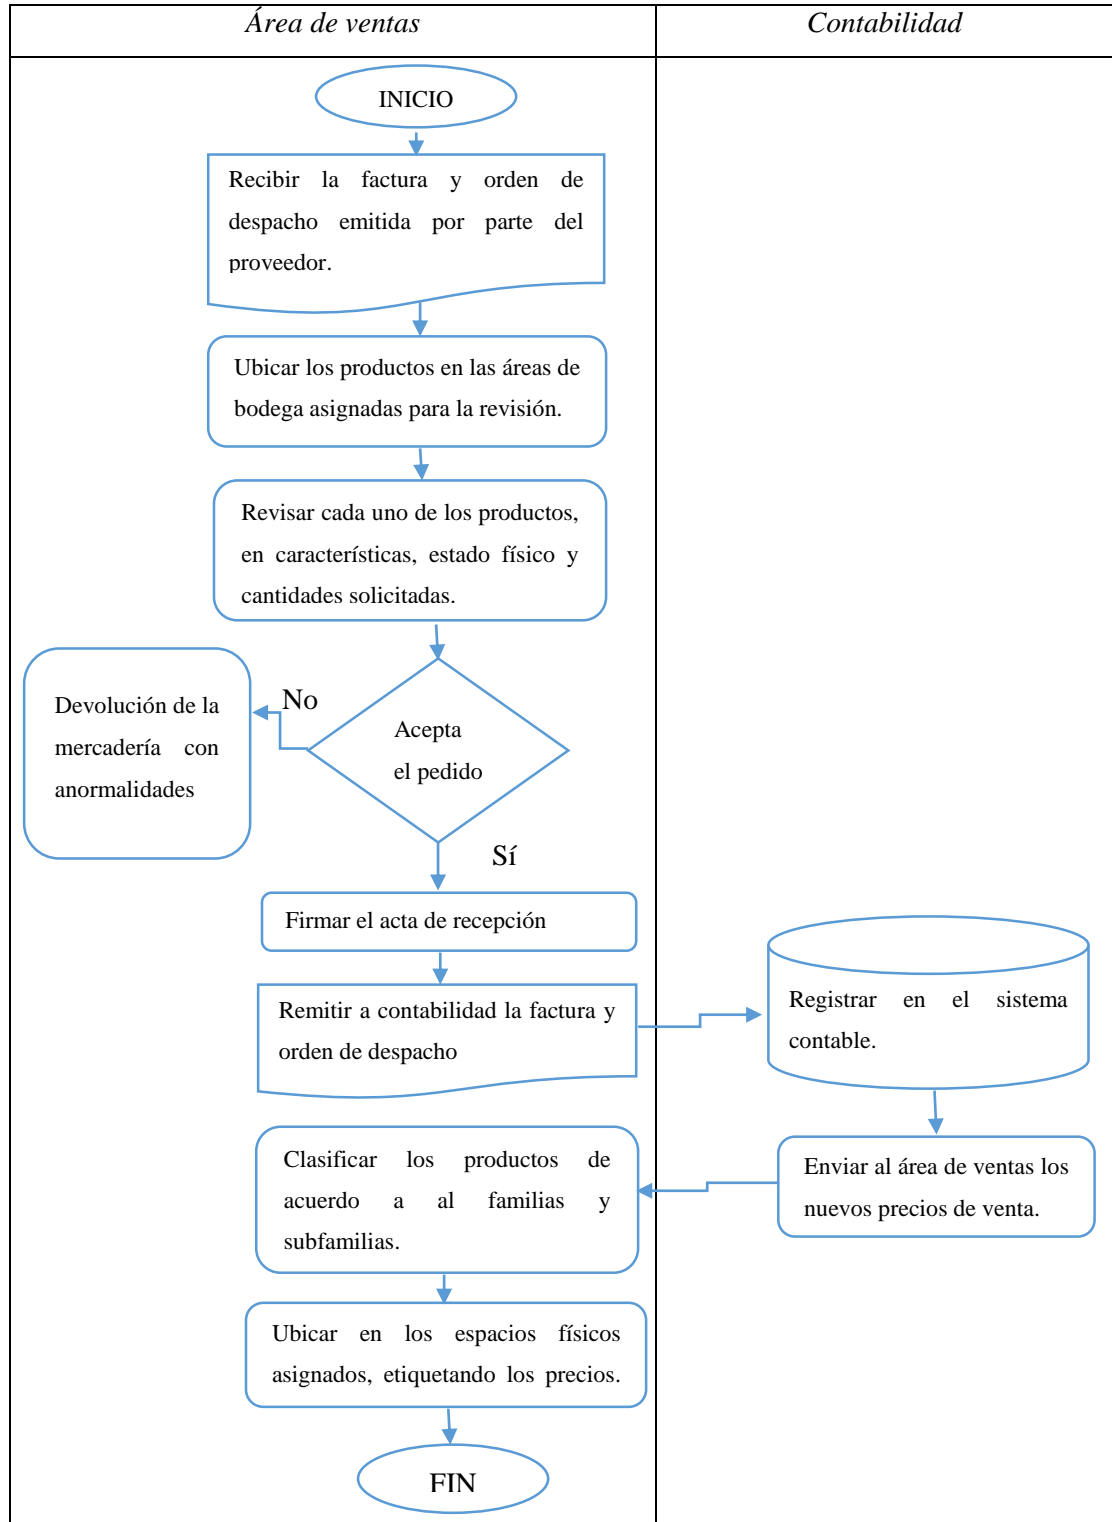 Área de ventas
Contabilidad
INICIO
Recibir la factura y orden de
despacho emitida por parte del
proveedor.
Ubicar los productos en las áreas de
bodega asignadas para la revisión.
Revisar cada uno de los productos,
en características, estado físico y
cantidades solicitadas.
Acepta
el pedido
No
Devolución de la
mercadería con
anormalidades
Sí
Firmar el acta de recepción
Remitir a contabilidad la factura y
orden de despacho
Registrar en el sistema
contable.
Enviar al área de ventas los
nuevos precios de venta.
Clasificar los productos de
acuerdo a al familias y
subfamilias.
Ubicar en los espacios físicos
asignados, etiquetando los precios.
FIN